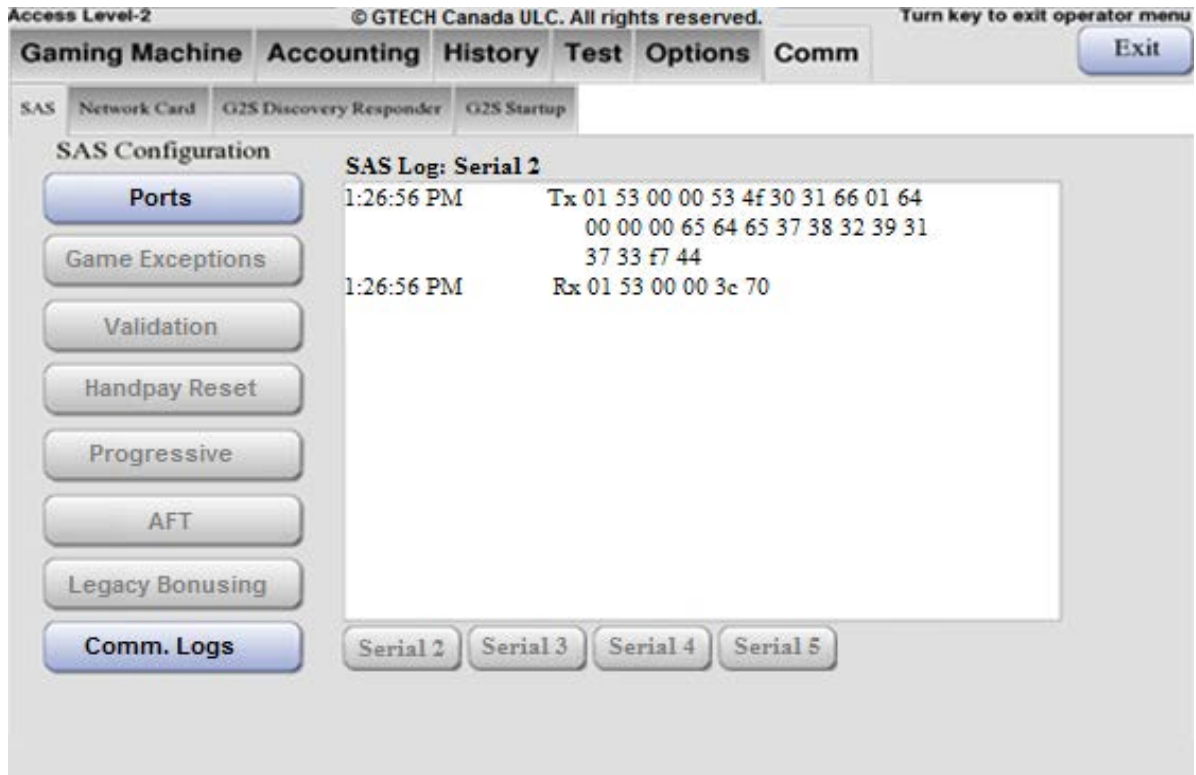 Access Level-2 © GTECH Canada ULC. All rights reserved. Turn key to exit operator menu
Gaming Machine Accounting History Test Options Comm Exit
SAS Network Card G2S Discovery Responder G2S Startup
SAS Configuration
SAS Log: Serial 2
Ports
1:26:56 PM Tx 01 53 00 00 53 4f 30 31 66 01 64
00 00 00 65 64 65 37 38 32 39 31
37 33 f7 44
1:26:56 PM Rx 01 53 00 00 3c 70
Game Exceptions
Validation
Handpay Reset
Progressive
AFT
Legacy Bonusing
Comm. Logs
Serial 2 Serial 3 Serial 4 Serial 5